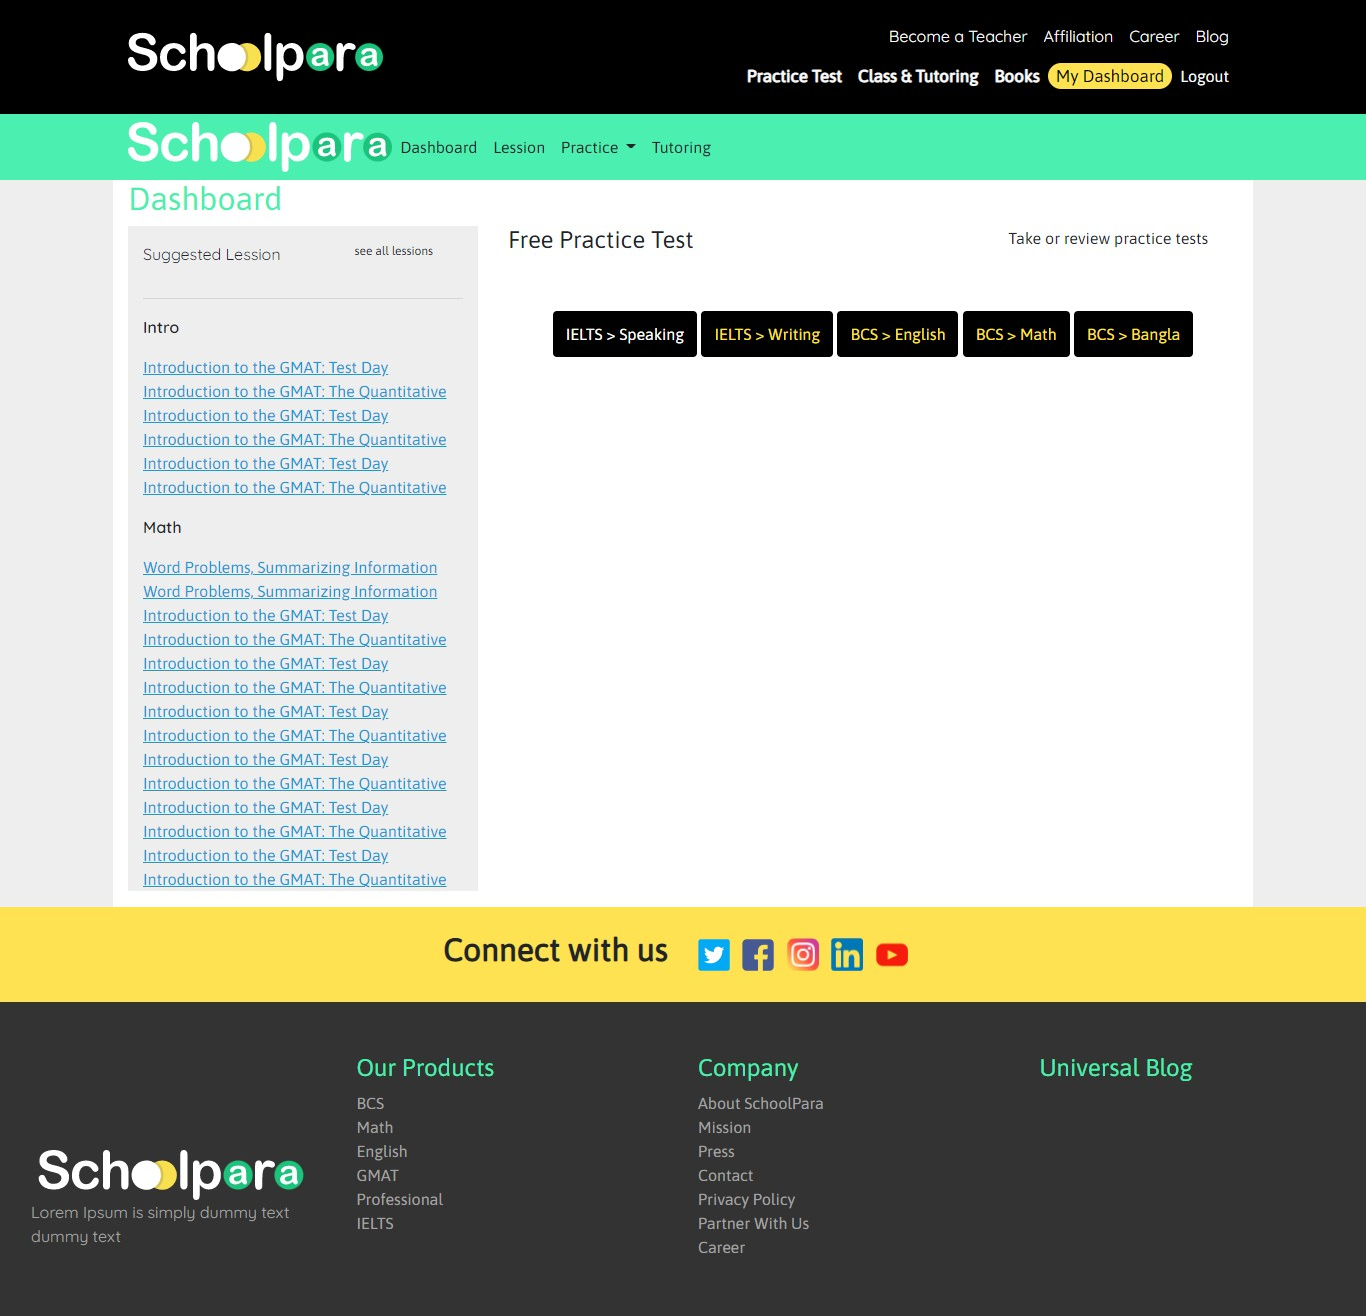 Schoolpara
Become a Teacher Affiliation Career Blog
Practice Test Class & Tutoring Books My Dashboard Logout
Schoolpara Dashboard Lession Practice Tutoring
Dashboard
Suggested Lession see all lessions
Intro
Introduction to the GMAT: Test Day
Introduction to the GMAT: The Quantitative
Introduction to the GMAT: Test Day
Introduction to the GMAT: The Quantitative
Introduction to the GMAT: Test Day
Introduction to the GMAT: The Quantitative
Math
Word Problems, Summarizing Information
Word Problems, Summarizing Information
Introduction to the GMAT: Test Day
Introduction to the GMAT: The Quantitative
Introduction to the GMAT: Test Day
Introduction to the GMAT: The Quantitative
Introduction to the GMAT: Test Day
Introduction to the GMAT: The Quantitative
Introduction to the GMAT: Test Day
Introduction to the GMAT: The Quantitative
Introduction to the GMAT: Test Day
Introduction to the GMAT: The Quantitative
Introduction to the GMAT: Test Day
Introduction to the GMAT: The Quantitative
Free Practice Test Take or review practice tests
IELTS > Speaking IELTS > Writing BCS > English BCS > Math BCS > Bangla
Connect with us
Schoolpara
Lorem Ipsum is simply dummy text
dummy text
Our Products
BCS
Math
English
GMAT
Professional
IELTS
Company
About SchoolPara
Mission
Press
Contact
Privacy Policy
Partner With Us
Career
Universal Blog